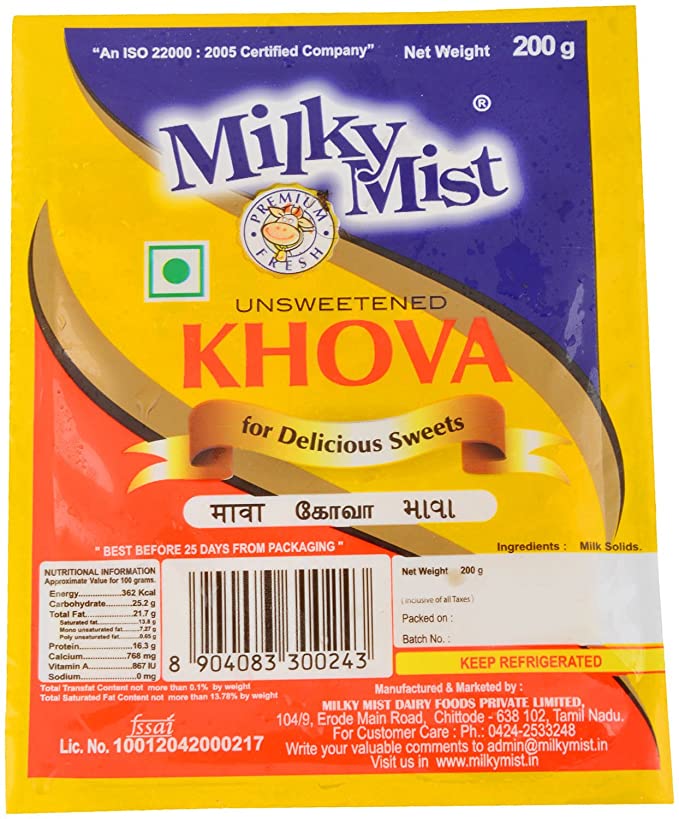 "An ISO 22000 : 2005 Certified Company" Net Weight 200 g
Milky
Mist
®
PREMIUM
FRESH
UNSWEETENED
KHOVA
for Delicious Sweets
मावा கோவா ખાવા
" BEST BEFORE 25 DAYS FROM PACKAGING "
Ingredients : Milk Solids.
NUTRITIONAL INFORMATION
Approximate Value for 100 grams.
Energy....................362 Kcal
Carbohydrate............25.2 g
Total Fat....................21.7 g
Saturated fat....................13.8 g
Mono unsaturated fat.......7.27 g
Poly unsaturated fat.........0.65 g
Protein.......................16.3 g
Calcium....................768 mg
Vitamin A...................867 IU
Sodium.......................0 mg
Total Transfat Content not more than 0.1% by weight
Total Saturated Fat Content not more than 13.78% by weight
8 904083 300243
Net Weight 200 g
(Inclusive of all Taxes)
Packed on :
Batch No. :
KEEP REFRIGERATED
fssai
Lic. No. 10012042000217
Manufactured & Marketed by :
MILKY MIST DAIRY FOODS PRIVATE LIMITED,
104/9, Erode Main Road, Chittode - 638 102, Tamil Nadu.
For Customer Care : Ph.: 0424-2533248
Write your valuable comments to admin@milkymist.in
Visit us in www.milkymist.in